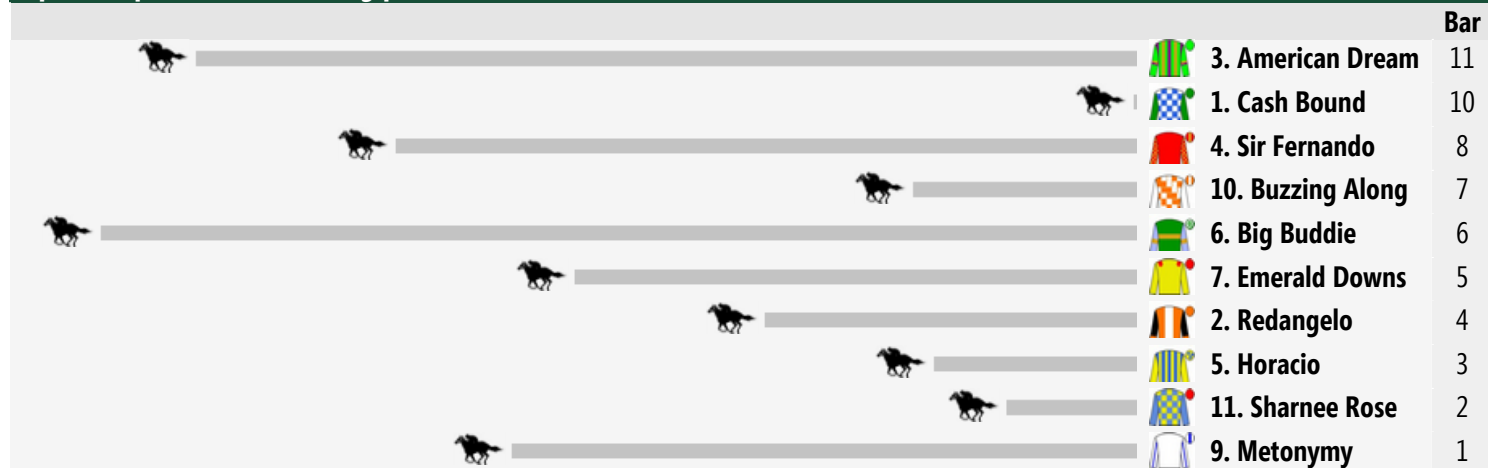 Bar
3. American Dream 11
1. Cash Bound 10
4. Sir Fernando 8
10. Buzzing Along 7
6. Big Buddie 6
7. Emerald Downs 5
2. Redangelo 4
5. Horacio 3
11. Sharnee Rose 2
9. Metonymy 1